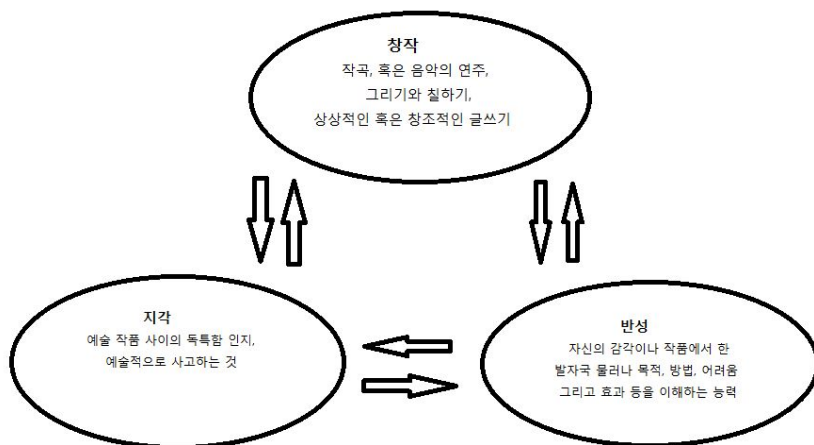 창작
작곡, 혹은 음악의 연주,
그리기와 칠하기,
상상적인 혹은 창조적인 글쓰기
지각
예술 작품 사이의 독특함 인지,
예술적으로 사고하는 것
반성
자신의 감각이나 작품에서 한
발자국 물러나 목적, 방법, 어려움
그리고 효과 등을 이해하는 능력